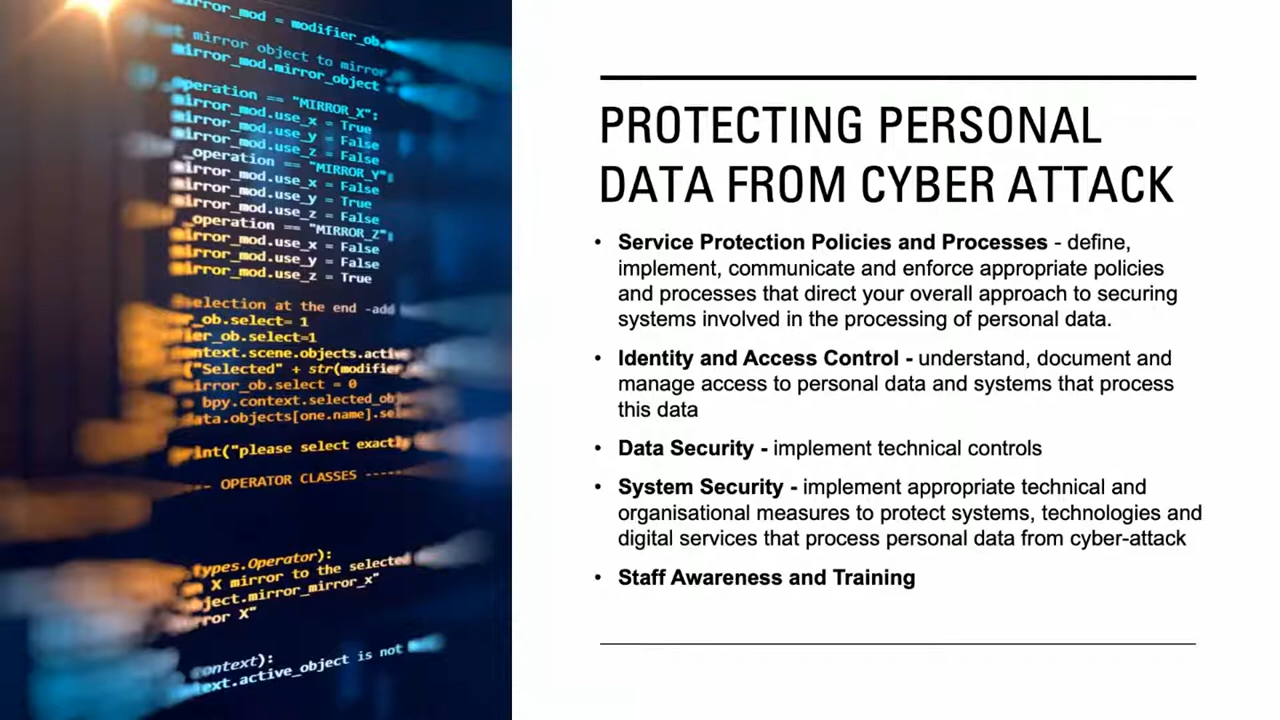 mirror_mod = modifier_ob.
mirror object to mirror
mirror_mod.mirror_object
operation == "MIRROR_X":
mirror_mod.use_x = True
mirror_mod.use_y = False
mirror_mod.use_z = False
_operation == "MIRROR_Y":
mirror_mod.use_x = False
mirror_mod.use_y = True
mirror_mod.use_z = False
_operation == "MIRROR_Z":
mirror_mod.use_x = False
mirror_mod.use_y = False
mirror_mod.use_z = True
selection at the end -add
_ob.select= 1
ler_ob.select=1
ntext.scene.objects.active
("Selected" + str(modifier
mirror_ob.select = 0
= bpy.context.selected_obj
data.objects[one.name].sel
int("please select exactly
--- OPERATOR CLASSES -----
types.Operator):
X mirror to the selected
ject.mirror_mirror_x"
ror X"
context):
ext.active_object is not
PROTECTING PERSONAL
DATA FROM CYBER ATTACK
• Service Protection Policies and Processes - define,
implement, communicate and enforce appropriate policies
and processes that direct your overall approach to securing
systems involved in the processing of personal data.
• Identity and Access Control - understand, document and
manage access to personal data and systems that process
this data
• Data Security - implement technical controls
• System Security - implement appropriate technical and
organisational measures to protect systems, technologies and
digital services that process personal data from cyber-attack
• Staff Awareness and Training